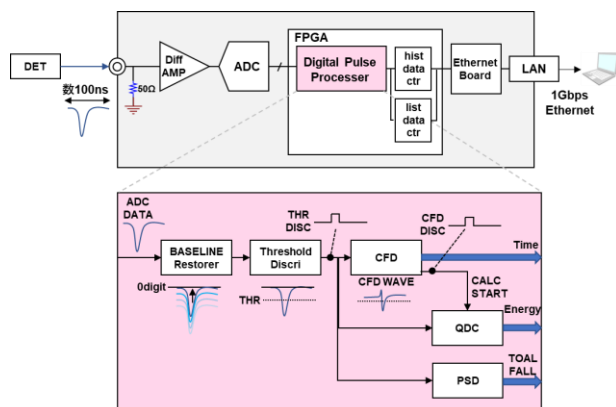 FPGA
DET
Diff
AMP
ADC
Digital Pulse
Processer
hist
data
ctr
list
data
ctr
Ethernet
Board
LAN
50Ω
数100ns
1Gbps
Ethernet
ADC
DATA
THR
DISC
CFD
DISC
BASELINE
Restorer
Threshold
Discri
CFD
Time
0digit
THR
CFD WAVE
CALC
START
QDC
Energy
PSD
TOAL
FALL